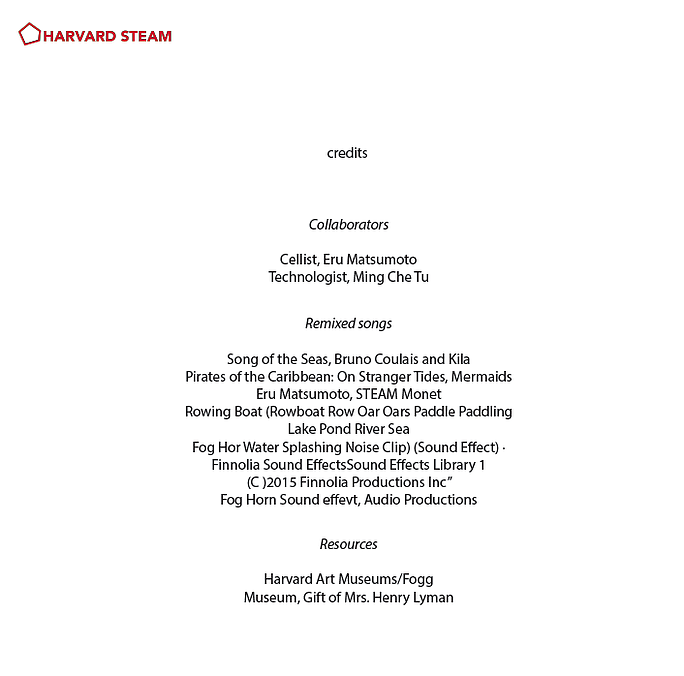 HARVARD STEAM
credits
Collaborators
Cellist, Eru Matsumoto
Technologist, Ming Che Tu
Remixed songs
Song of the Seas, Bruno Coulais and Kila
Pirates of the Caribbean: On Stranger Tides, Mermaids
Eru Matsumoto, STEAM Monet
Rowing Boat (Rowboat Row Oar Oars Paddle Paddling
Lake Pond River Sea
Fog Hor Water Splashing Noise Clip) (Sound Effect) ·
Finnolia Sound EffectsSound Effects Library 1
(C )2015 Finnolia Productions Inc”
Fog Horn Sound effevt, Audio Productions
Resources
Harvard Art Museums/Fogg
Museum, Gift of Mrs. Henry Lyman